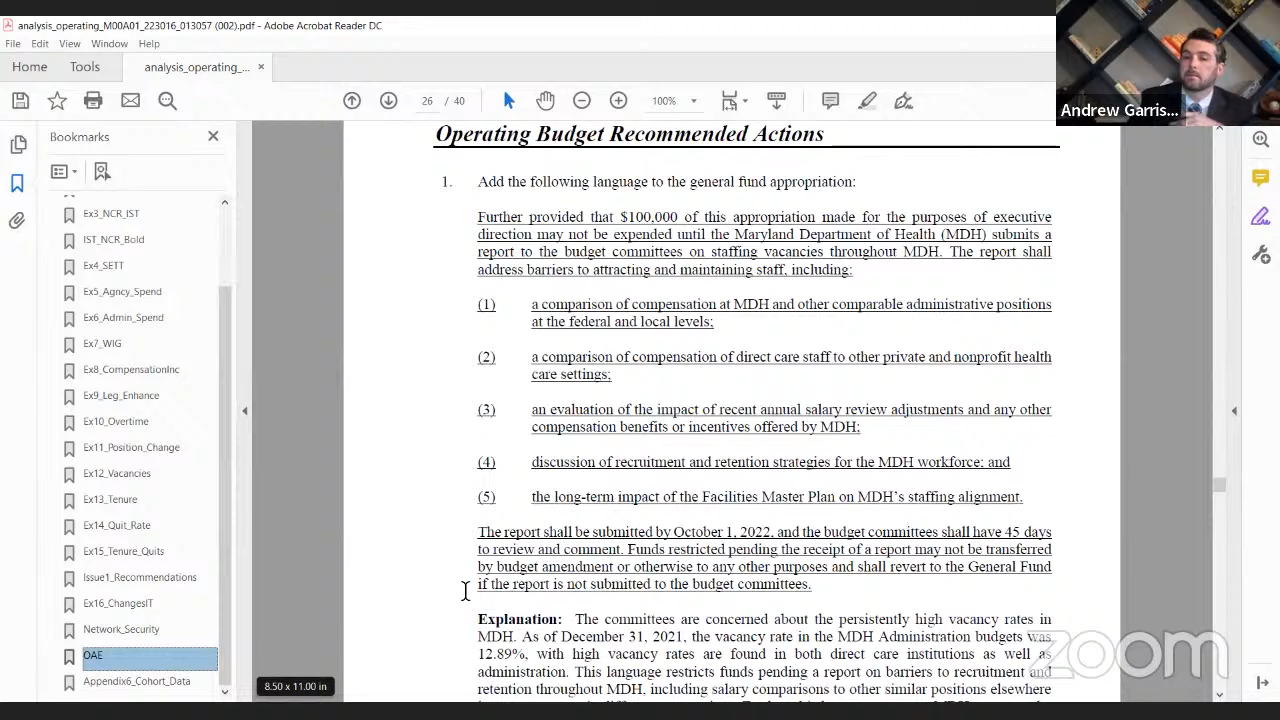 analysis_operating_M00A01_223016_013057 (002).pdf - Adobe Acrobat Reader DC
File Edit View Window Help
Home Tools analysis_operating_... ×
26 / 40 100%
Andrew Garris...
Bookmarks
Ex3_NCR_IST
IST_NCR_Bold
Ex4_SETT
Ex5_Agncy_Spend
Ex6_Admin_Spend
Ex7_WIG
Ex8_CompensationInc
Ex9_Leg_Enhance
Ex10_Overtime
Ex11_Position_Change
Ex12_Vacancies
Ex13_Tenure
Ex14_Quit_Rate
Ex15_Tenure_Quits
Issue1_Recommendations
Ex16_ChangesIT
Network_Security
OAE
Appendix6_Cohort_Data
8.50 x 11.00 in
Operating Budget Recommended Actions
1. Add the following language to the general fund appropriation:
Further provided that $100,000 of this appropriation made for the purposes of executive
direction may not be expended until the Maryland Department of Health (MDH) submits a
report to the budget committees on staffing vacancies throughout MDH. The report shall
address barriers to attracting and maintaining staff, including:
(1) a comparison of compensation at MDH and other comparable administrative positions
at the federal and local levels;
(2) a comparison of compensation of direct care staff to other private and nonprofit health
care settings;
(3) an evaluation of the impact of recent annual salary review adjustments and any other
compensation benefits or incentives offered by MDH;
(4) discussion of recruitment and retention strategies for the MDH workforce; and
(5) the long-term impact of the Facilities Master Plan on MDH's staffing alignment.
The report shall be submitted by October 1, 2022, and the budget committees shall have 45 days
to review and comment. Funds restricted pending the receipt of a report may not be transferred
by budget amendment or otherwise to any other purposes and shall revert to the General Fund
if the report is not submitted to the budget committees.
Explanation: The committees are concerned about the persistently high vacancy rates in
MDH. As of December 31, 2021, the vacancy rate in the MDH Administration budgets was
12.89%, with high vacancy rates are found in both direct care institutions as well as
administration. This language restricts funds pending a report on barriers to recruitment and
retention throughout MDH, including salary comparisons to other similar positions elsewhere
zoom